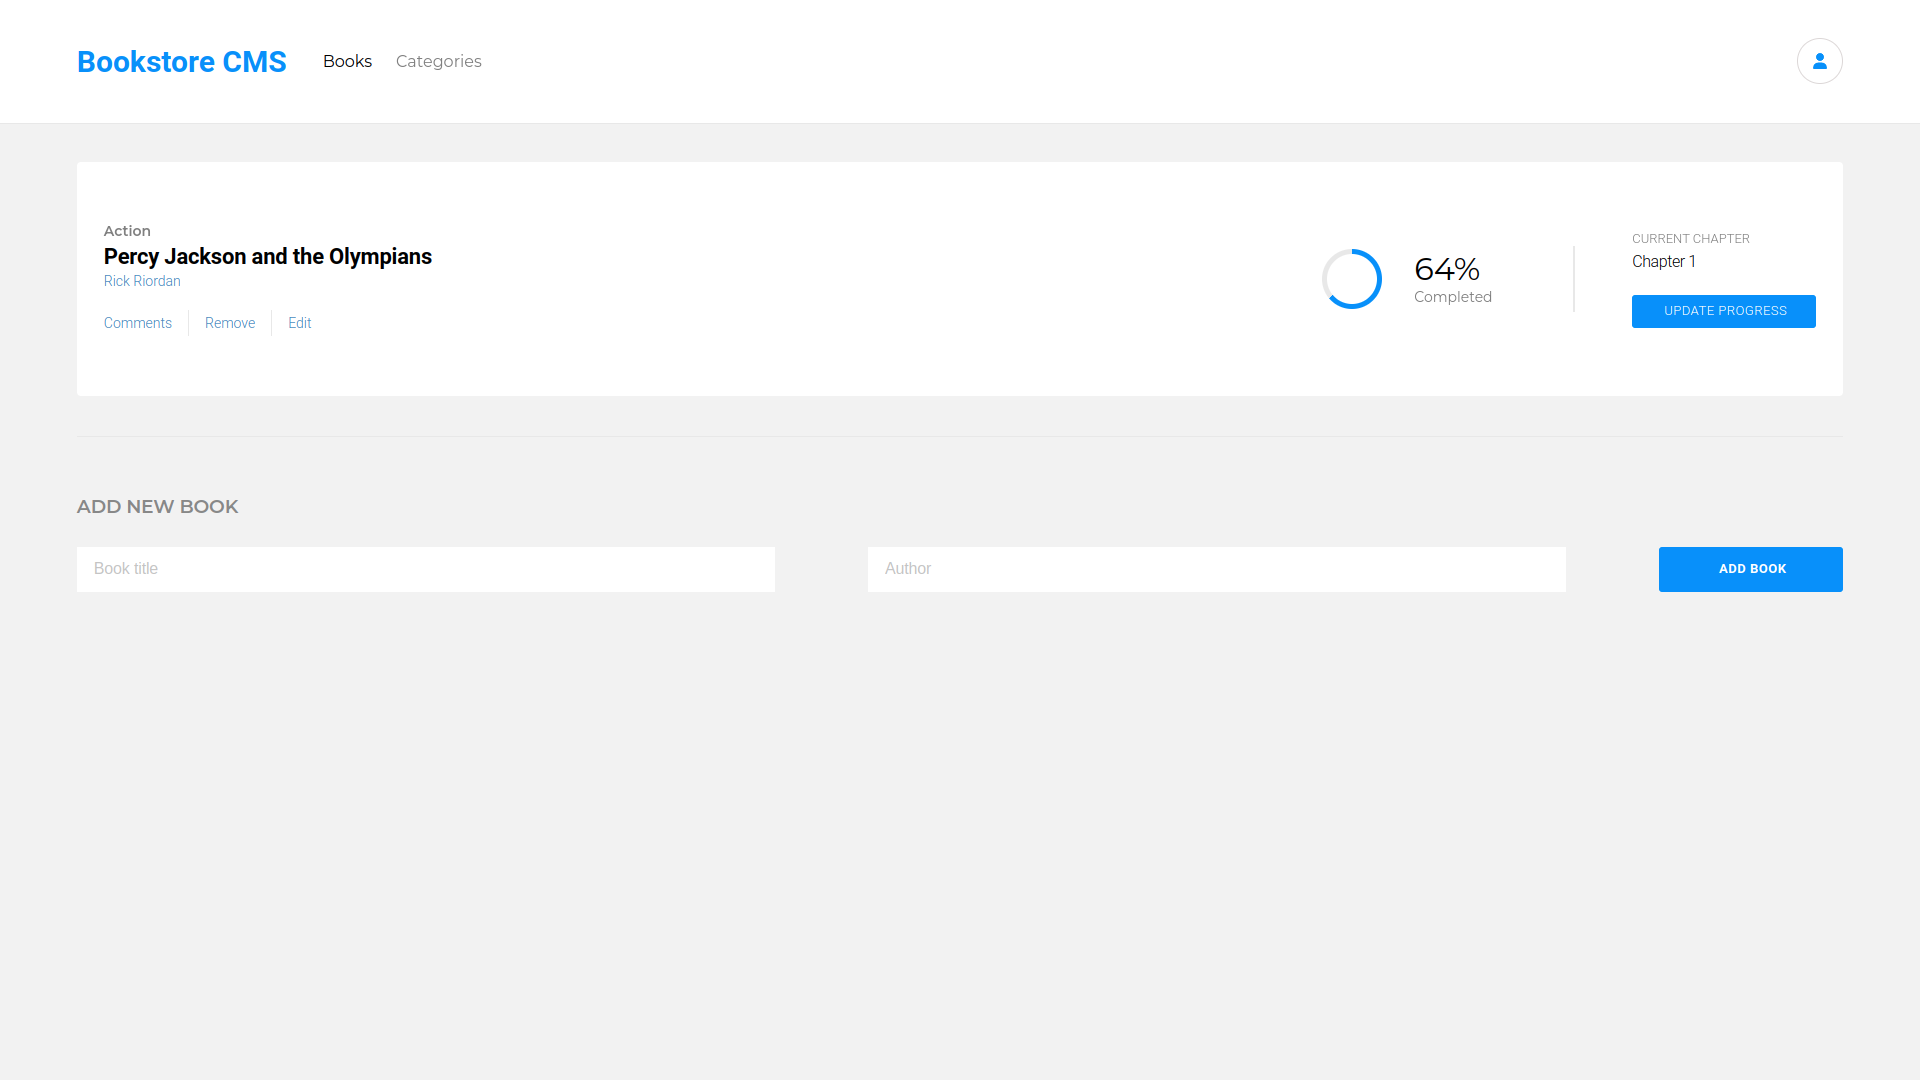 Bookstore CMS
Books
Categories
Action
Percy Jackson and the Olympians
Rick Riordan
Comments
Remove
Edit
64%
Completed
CURRENT CHAPTER
Chapter 1
UPDATE PROGRESS
ADD NEW BOOK
Book title
Author
ADD BOOK